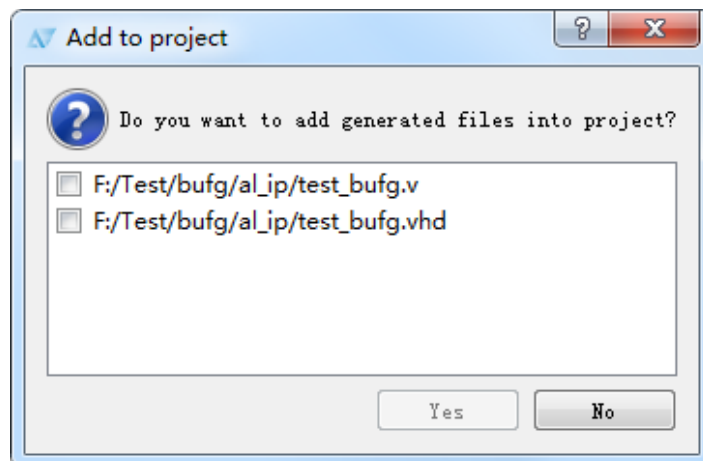 Add to project
Do you want to add generated files into project?
F:/Test/bufg/al_ip/test_bufg.v
F:/Test/bufg/al_ip/test_bufg.vhd
Yes No